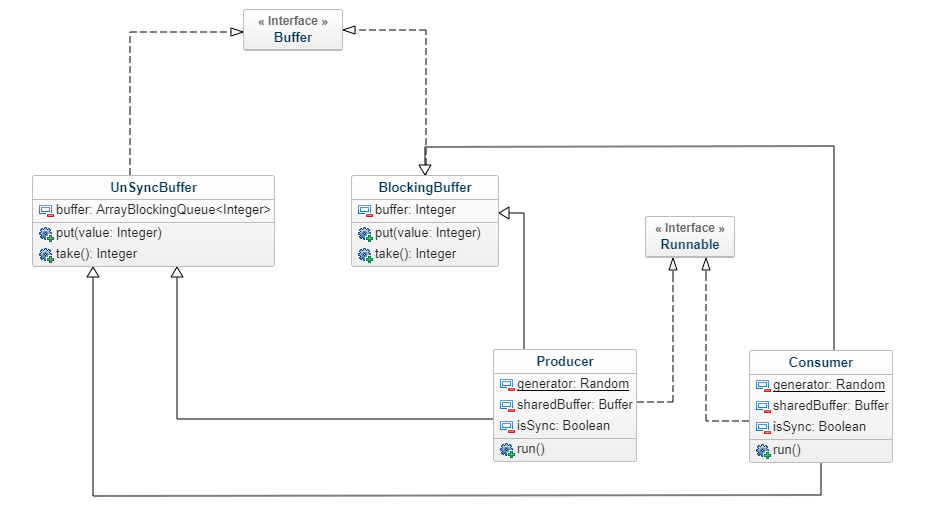 « Interface »
Buffer
UnSyncBuffer
buffer: ArrayBlockingQueue<Integer>
put(value: Integer)
take(): Integer
BlockingBuffer
buffer: Integer
put(value: Integer)
take(): Integer
« Interface »
Runnable
Producer
generator: Random
sharedBuffer: Buffer
isSync: Boolean
run()
Consumer
generator: Random
sharedBuffer: Buffer
isSync: Boolean
run()